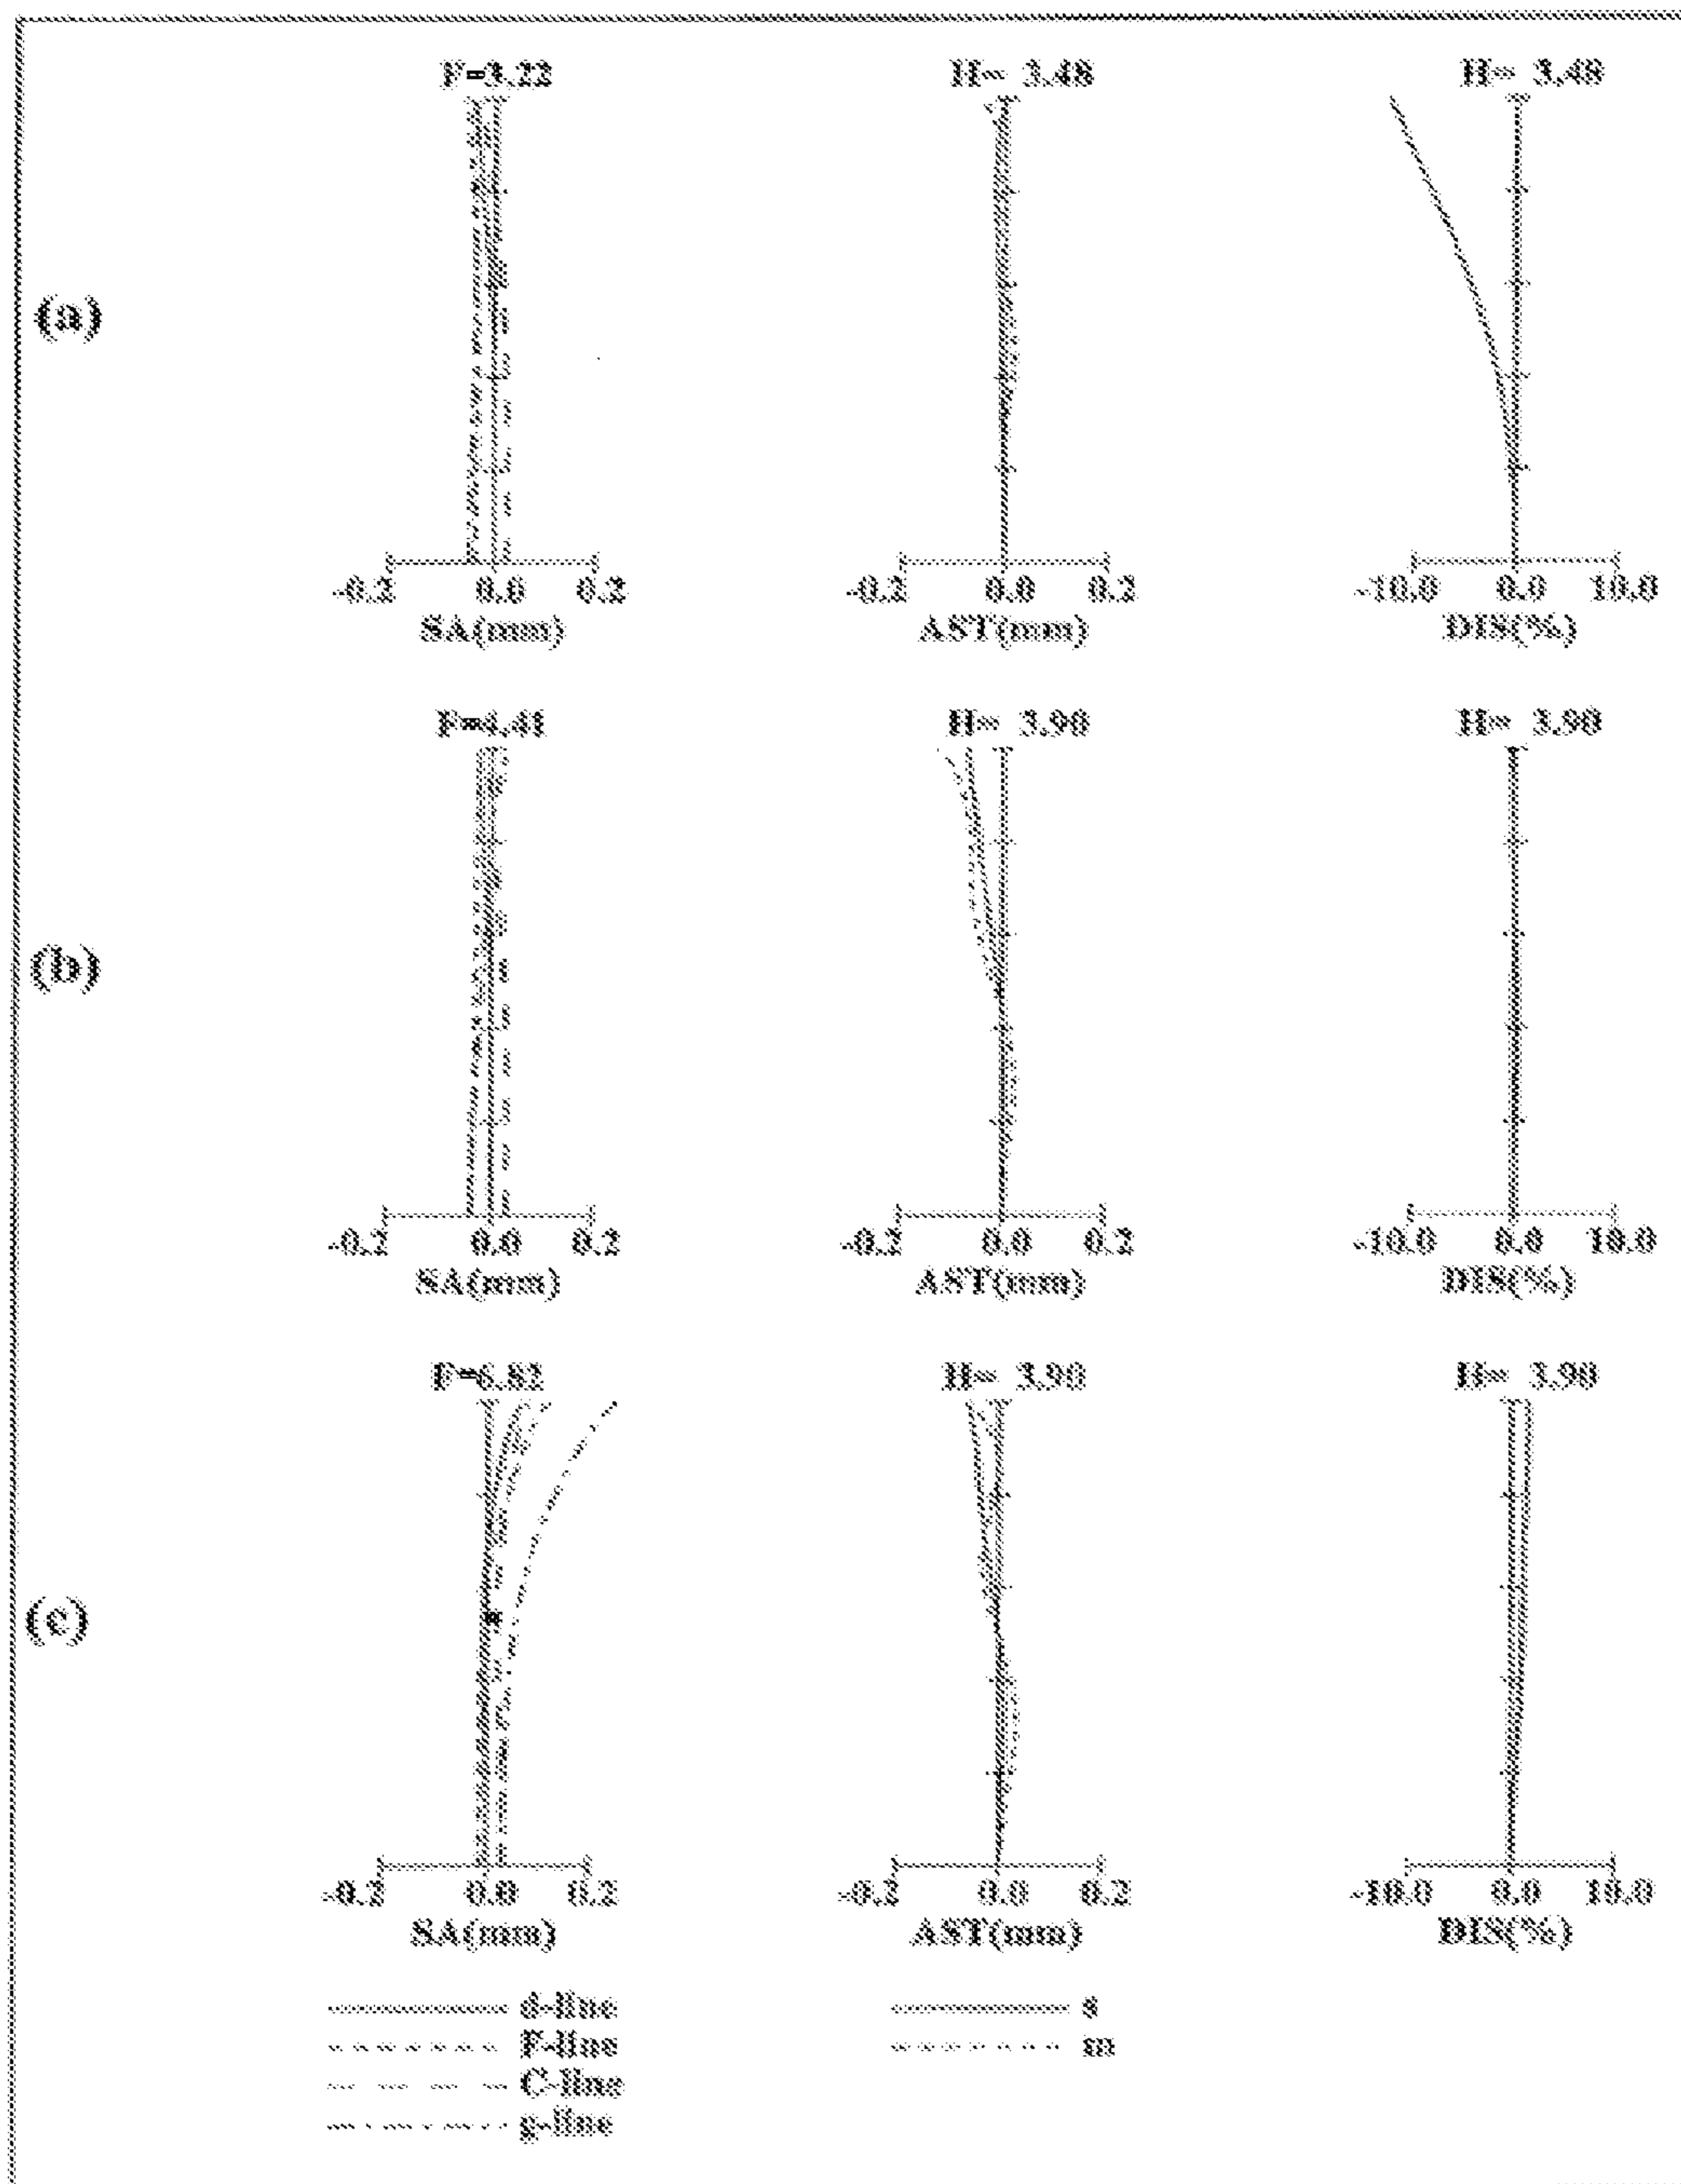 F=3.22 H= 3.48 H= 3.48
(a)
-0.2 0.0 0.2 -0.2 0.0 0.2 -10.0 0.0 10.0
SA(mm) AST(mm) DIS(%)
F=4.41 H= 3.90 H= 3.90
(b)
-0.2 0.0 0.2 -0.2 0.0 0.2 -10.0 0.0 10.0
SA(mm) AST(mm) DIS(%)
F=6.82 H= 3.90 H= 3.90
(c)
-0.2 0.0 0.2 -0.2 0.0 0.2 -10.0 0.0 10.0
SA(mm) AST(mm) DIS(%)
d-line s
F-line m
C-line
g-line